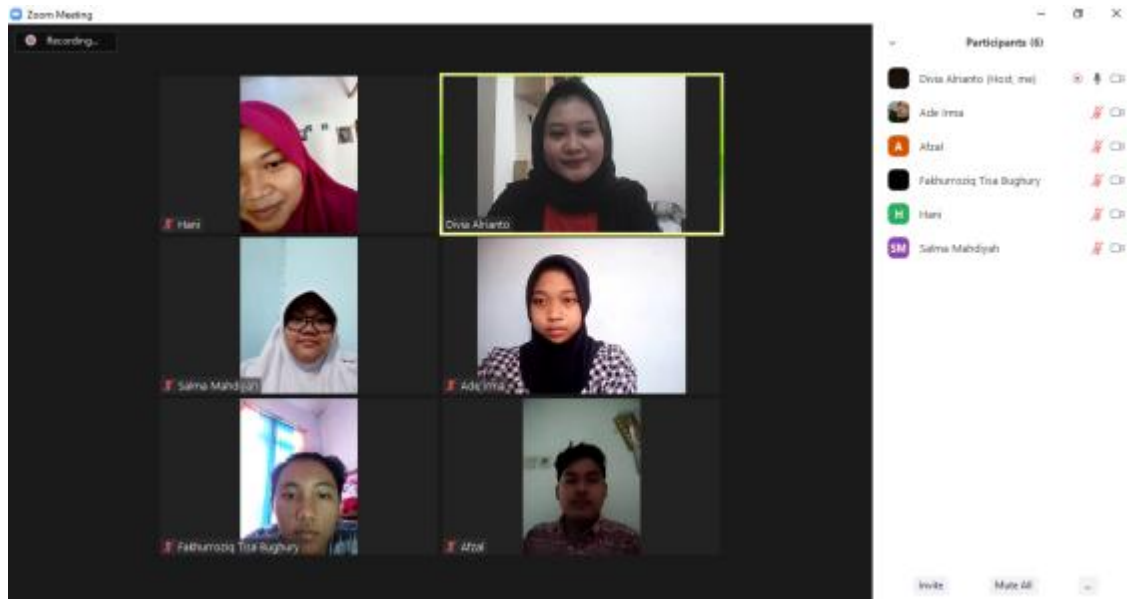 Zoom Meeting
Recording...
Hani
Divia Alrianto
Salma Mahdiyah
Ade Irma
Fakhurroziq Tisa Bughury
Afzal
Participants (6)
Divia Alrianto (Host, me)
Ade Irma
A Afzal
Fakhurroziq Tisa Bughury
H Hani
SM Salma Mahdiyah
Invite Mute All ...